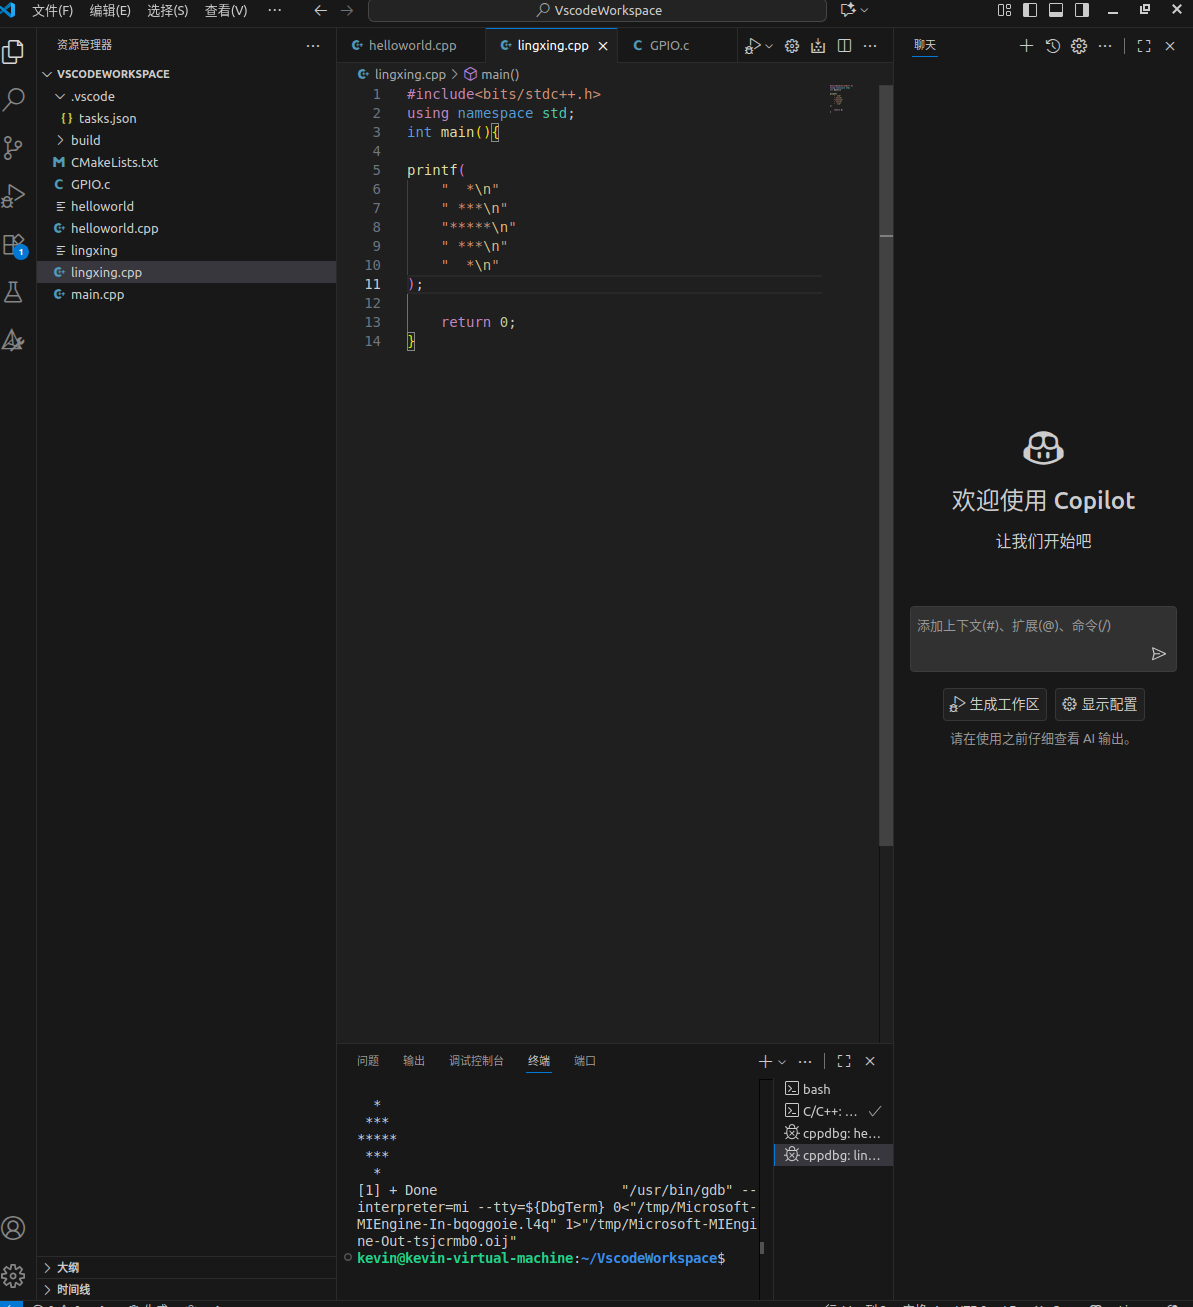 文件(F) 编辑(E) 选择(S) 查看(V) ··· VscodeWorkspace
资源管理器
VSCODEWORKSPACE
.vscode
{} tasks.json
build
CMakeLists.txt
GPIO.c
helloworld
helloworld.cpp
lingxing
lingxing.cpp
main.cpp
大纲
时间线
helloworld.cpp lingxing.cpp GPIO.c
lingxing.cpp > main()
1 #include<bits/stdc++.h>
2 using namespace std;
3 int main(){
4
5 printf(
6     "  *\n"
7     " ***\n"
8     "*****\n"
9     " ***\n"
10     "  *\n"
11 );
12
13     return 0;
14 }
问题 输出 调试控制台 终端 端口
  *
 ***
*****
 ***
  *
[1] + Done                       "/usr/bin/gdb" --
interpreter=mi --tty=${DbgTerm} 0<"/tmp/Microsoft-
MIEngine-In-bqoggoie.l4q" 1>"/tmp/Microsoft-MIEngi
ne-Out-tsjcrmb0.oij"
kevin@kevin-virtual-machine:~/VscodeWorkspace$
bash
C/C++: ...
cppdbg: he...
cppdbg: lin...
聊天
欢迎使用 Copilot
让我们开始吧
添加上下文(#)、扩展(@)、命令(/)
生成工作区 显示配置
请在使用之前仔细查看 AI 输出。
1